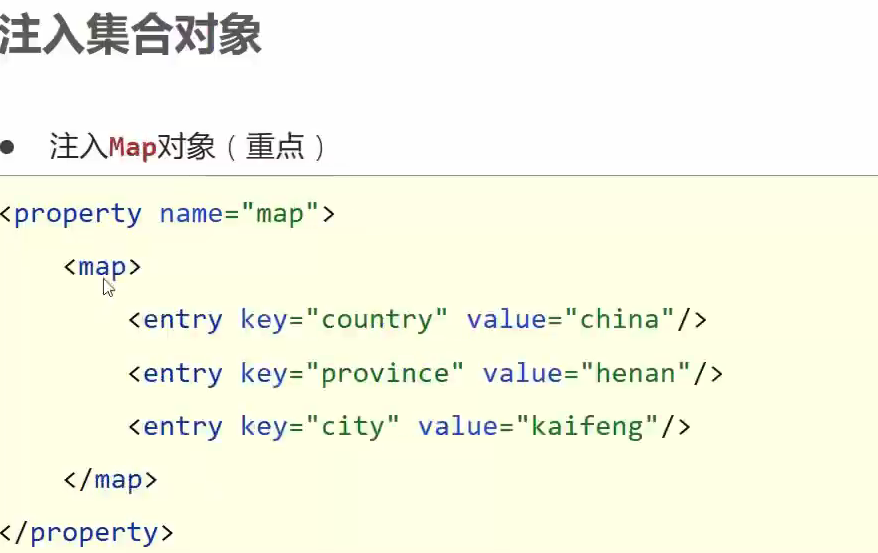 注入集合对象
● 注入Map对象（重点）
<property name="map">
<map>
<entry key="country" value="china"/>
<entry key="province" value="henan"/>
<entry key="city" value="kaifeng"/>
</map>
</property>